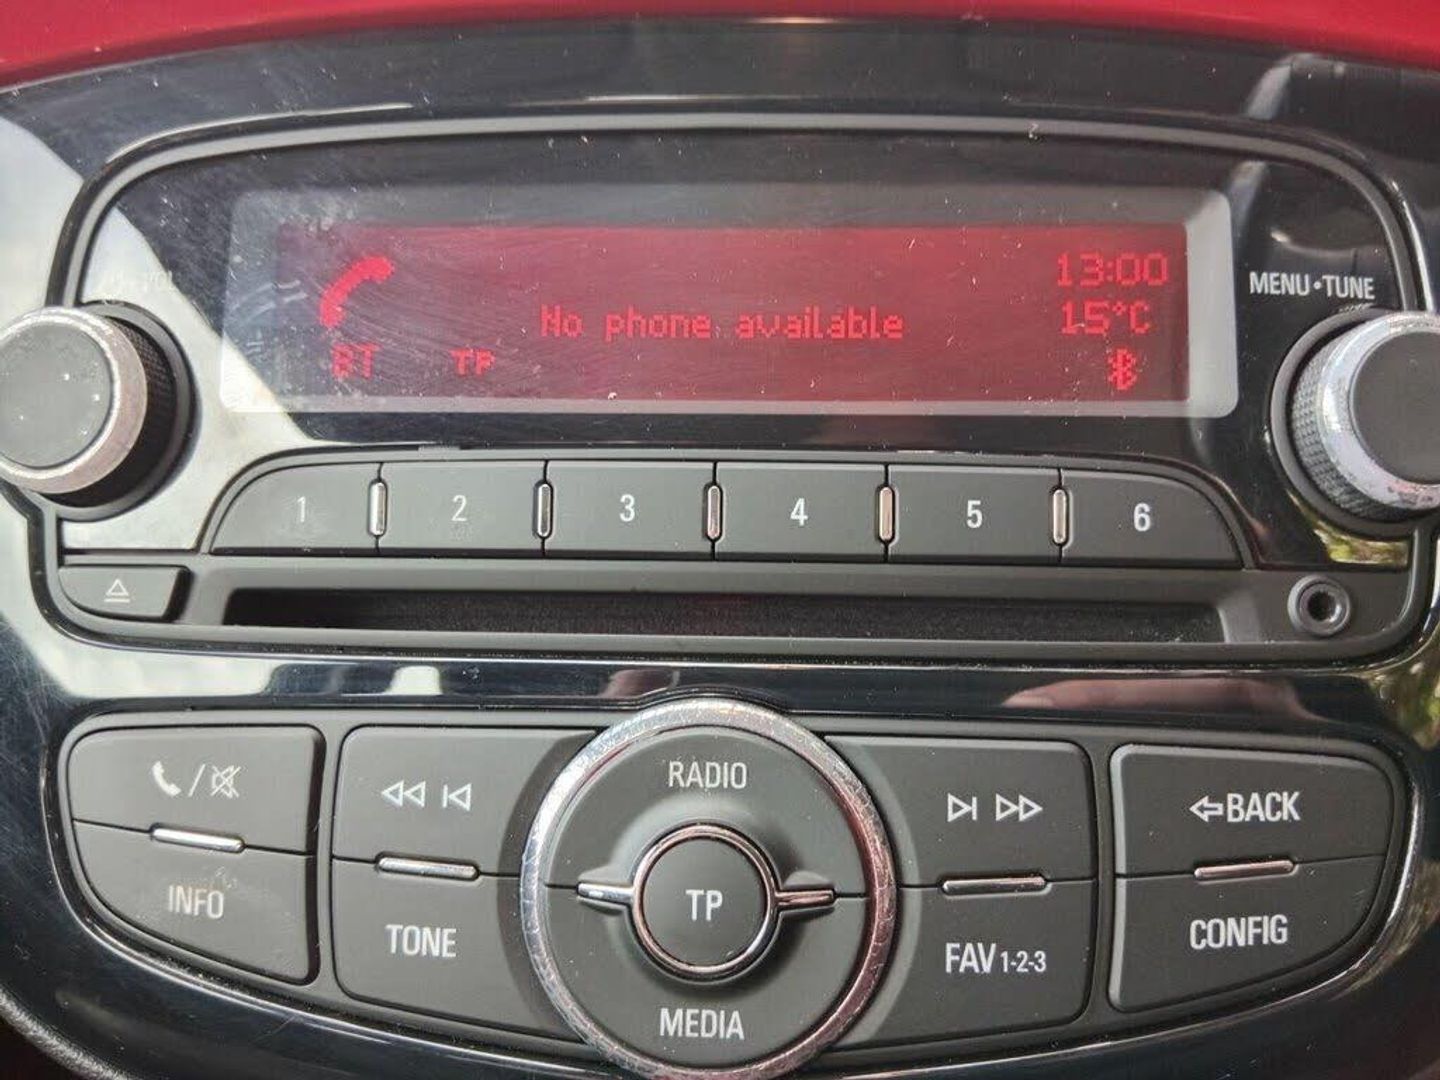 13:00
No phone available
15°C
BT TP
MENU•TUNE
1 2 3 4 5 6
RADIO
BACK
INFO
TP
TONE
FAV 1-2-3
CONFIG
MEDIA